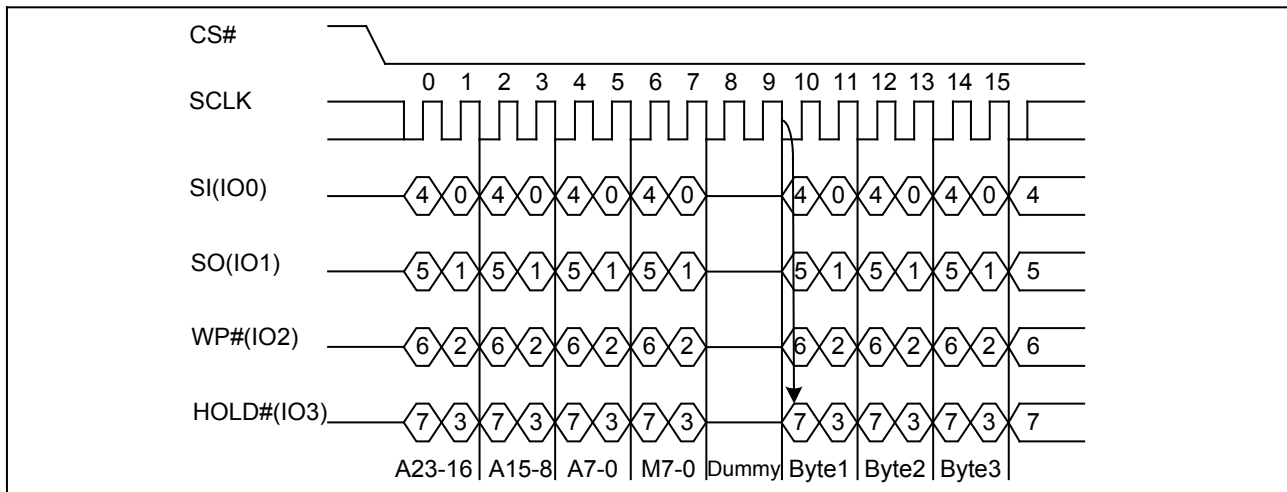 CS#
0 1 2 3 4 5 6 7 8 9 10 11 12 13 14 15
SCLK
SI(IO0) 4 0 4 0 4 0 4 0 4 0 4 0 4 0 4
SO(IO1) 5 1 5 1 5 1 5 1 5 1 5 1 5 1 5
WP#(IO2) 6 2 6 2 6 2 6 2 6 2 6 2 6 2 6
HOLD#(IO3) 7 3 7 3 7 3 7 3 7 3 7 3 7 3 7
A23-16 A15-8 A7-0 M7-0 Dummy Byte1 Byte2 Byte3